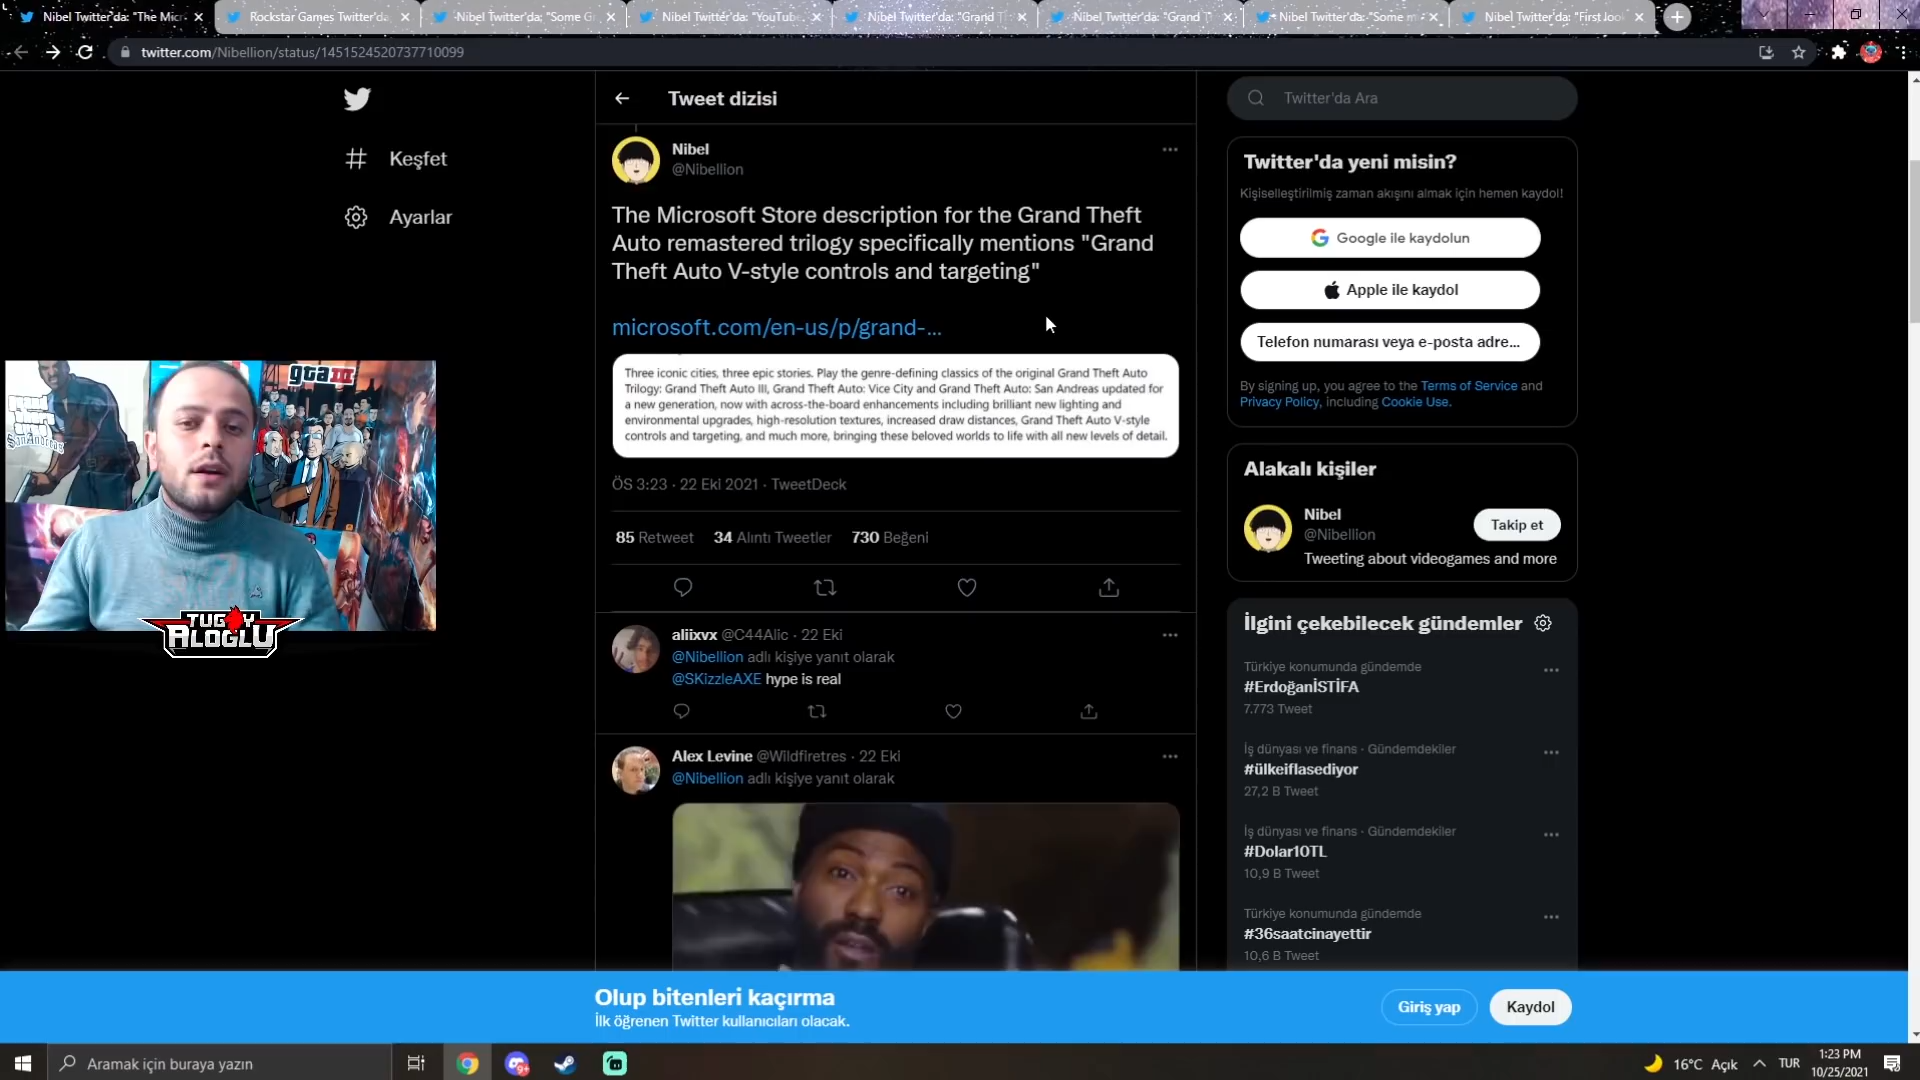 Nibel Twitter'da: "The Micr
Rockstar Games Twitter'da
Nibel Twitter'da: "Some G
Nibel Twitter'da: "YouTube
Nibel Twitter'da: "Grand T
Nibel Twitter'da: "Grand T
Nibel Twitter'da: "Some m
Nibel Twitter'da: "First loo
twitter.com/Nibellion/status/1451524520737710099
Keşfet
Ayarlar
Tweet dizisi
Nibel
@Nibellion
The Microsoft Store description for the Grand Theft
Auto remastered trilogy specifically mentions "Grand
Theft Auto V-style controls and targeting"
microsoft.com/en-us/p/grand-...
Three iconic cities, three epic stories. Play the genre-defining classics of the original Grand Theft Auto
Trilogy: Grand Theft Auto III, Grand Theft Auto: Vice City and Grand Theft Auto: San Andreas updated for
a new generation, now with across-the-board enhancements including brilliant new lighting and
environmental upgrades, high-resolution textures, increased draw distances, Grand Theft Auto V-style
controls and targeting, and much more, bringing these beloved worlds to life with all new levels of detail.
ÖS 3:23 · 22 Eki 2021 · TweetDeck
85 Retweet 34 Alıntı Tweetler 730 Beğeni
aliixvx @C44Alic · 22 Eki
@Nibellion adlı kişiye yanıt olarak
@SKizzleAXE hype is real
Alex Levine @Wildfiretres · 22 Eki
@Nibellion adlı kişiye yanıt olarak
Twitter'da Ara
Twitter'da yeni misin?
Kişiselleştirilmiş zaman akışını almak için hemen kaydol!
Google ile kaydolun
Apple ile kaydol
Telefon numarası veya e-posta adre...
By signing up, you agree to the Terms of Service and
Privacy Policy, including Cookie Use.
Alakalı kişiler
Nibel
@Nibellion
Takip et
Tweeting about videogames and more
İlgini çekebilecek gündemler
Türkiye konumunda gündemde
#ErdoğanİSTİFA
7.773 Tweet
İş dünyası ve finans · Gündemdekiler
#ülkeiflasediyor
27,2 B Tweet
İş dünyası ve finans · Gündemdekiler
#Dolar10TL
10,9 B Tweet
Türkiye konumunda gündemde
#36saatcinayettir
10,6 B Tweet
gta III
grand theft auto
San Andreas
TUGAY
ALOGLU
Olup bitenleri kaçırma
İlk öğrenen Twitter kullanıcıları olacak.
Giriş yap
Kaydol
Aramak için buraya yazın
9+
16°C Açık
TUR
1:23 PM
10/25/2021